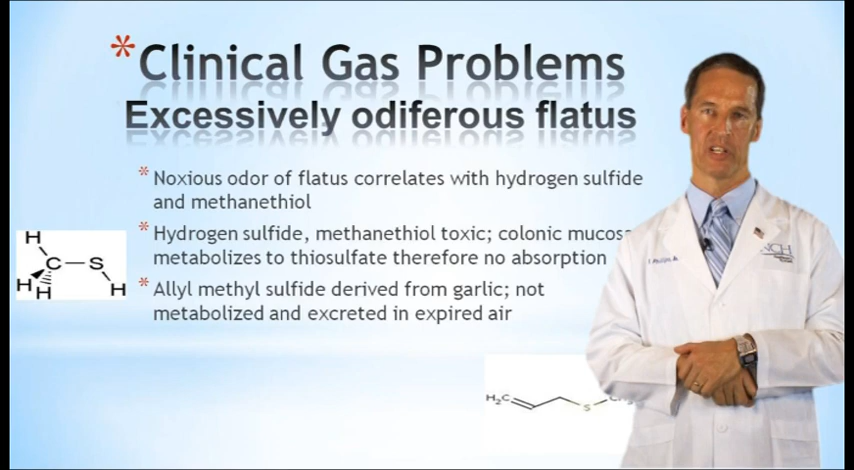 * Clinical Gas Problems
Excessively odiferous flatus
* Noxious odor of flatus correlates with hydrogen sulfide
and methanethiol
* Hydrogen sulfide, methanethiol toxic; colonic mucosa
metabolizes to thiosulfate therefore no absorption
* Allyl methyl sulfide derived from garlic; not
metabolized and excreted in expired air
H
C S
H H H
H₂C S
NCH